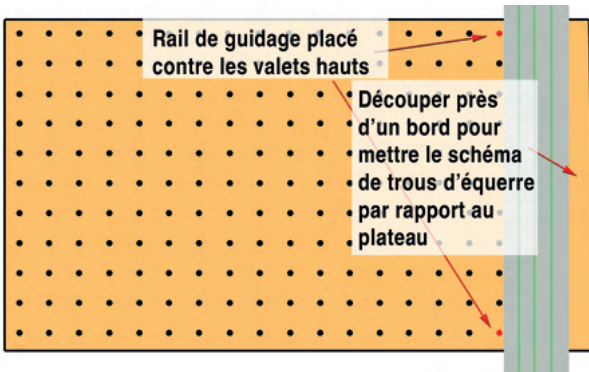 Rail de guidage placé
contre les valets hauts
Découper près
d'un bord pour
mettre le schéma
de trous d'équerre
par rapport au
plateau